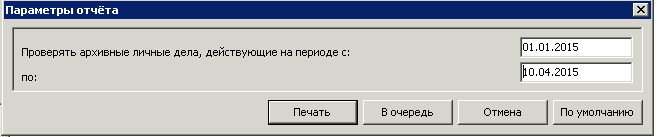 Параметры отчёта
Проверять архивные личные дела, действующие на периоде с: 01.01.2015
по: 10.04.2015
Печать В очередь Отмена По умолчанию